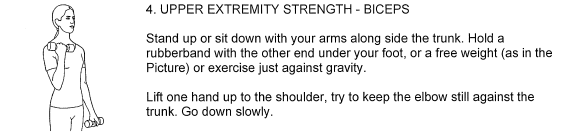 4. UPPER EXTREMITY STRENGTH - BICEPS
Stand up or sit down with your arms along side the trunk. Hold a
rubberband with the other end under your foot, or a free weight (as in the
Picture) or exercise just against gravity.
Lift one hand up to the shoulder, try to keep the elbow still against the
trunk. Go down slowly.